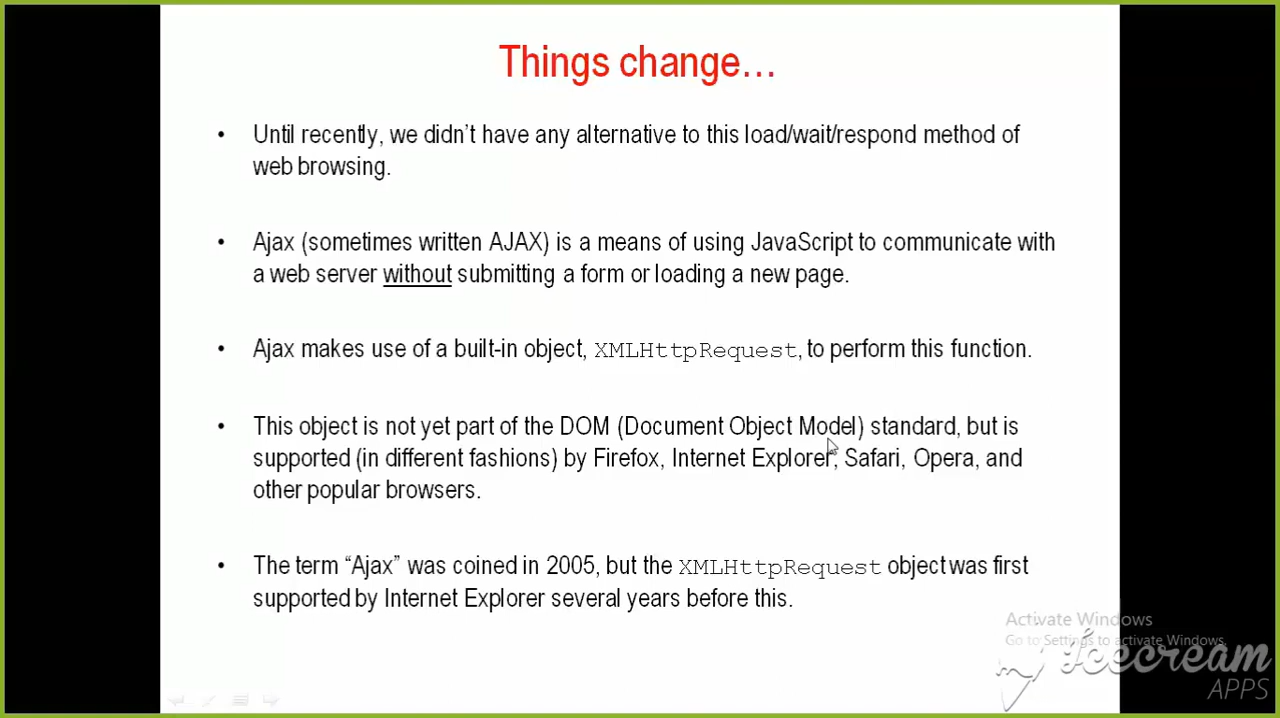 Things change…
• Until recently, we didn't have any alternative to this load/wait/respond method of
web browsing.
• Ajax (sometimes written AJAX) is a means of using JavaScript to communicate with
a web server without submitting a form or loading a new page.
• Ajax makes use of a built-in object, XMLHttpRequest, to perform this function.
• This object is not yet part of the DOM (Document Object Model) standard, but is
supported (in different fashions) by Firefox, Internet Explorer, Safari, Opera, and
other popular browsers.
• The term “Ajax” was coined in 2005, but the XMLHttpRequest object was first
supported by Internet Explorer several years before this.
Activate Windows
Go to Settings to activate Windows.
Icecream
APPS